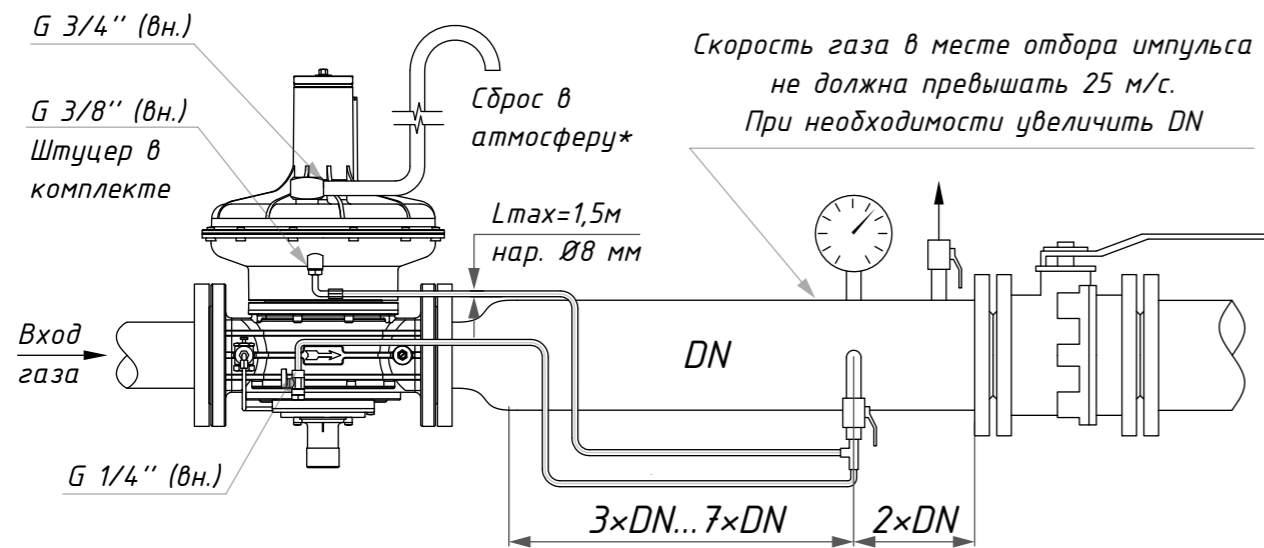 G 3/4'' (вн.)
G 3/8'' (вн.)
Штуцер в
комплекте
Сброс в
атмосферу*
Скорость газа в месте отбора импульса
не должна превышать 25 м/с.
При необходимости увеличить DN
Lmax=1,5м
нар. Ø8 мм
Вход
газа
DN
G 1/4'' (вн.)
3×DN...7×DN
2×DN